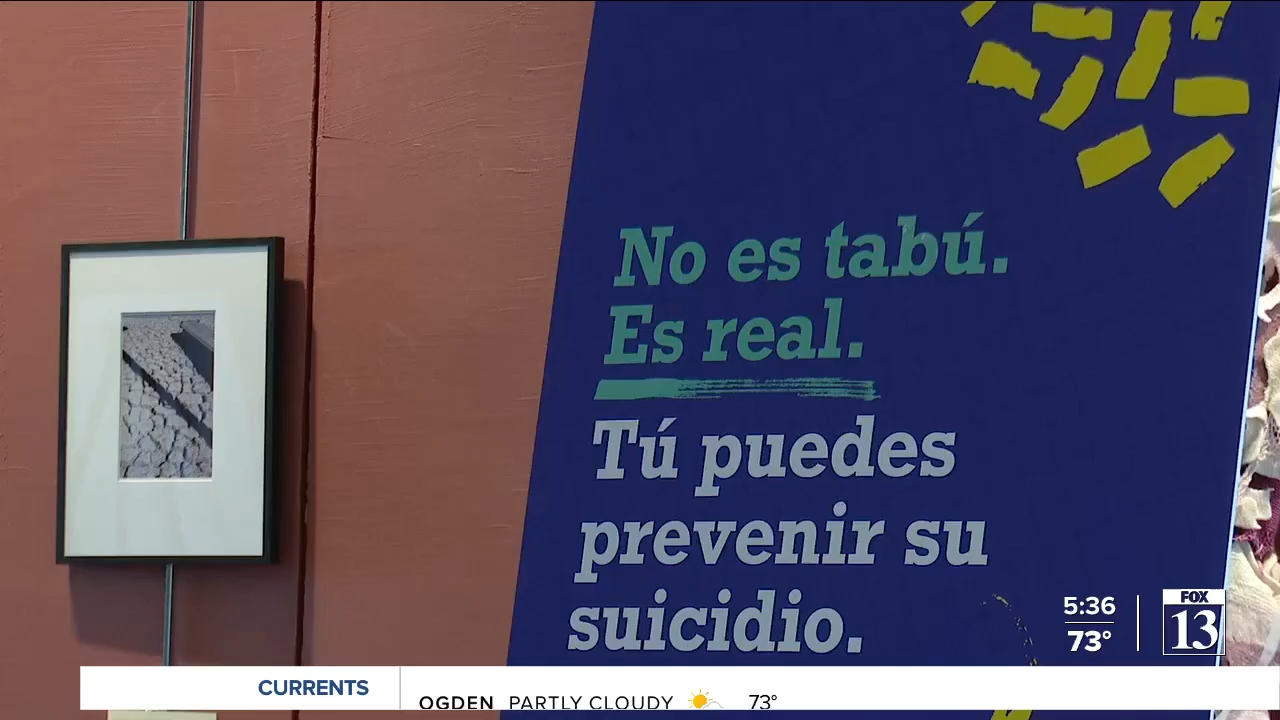 No es tabú.
Es real.
Tú puedes
prevenir su
suicidio.
5:36
73°
FOX
13
CURRENTS
OGDEN PARTLY CLOUDY 73°